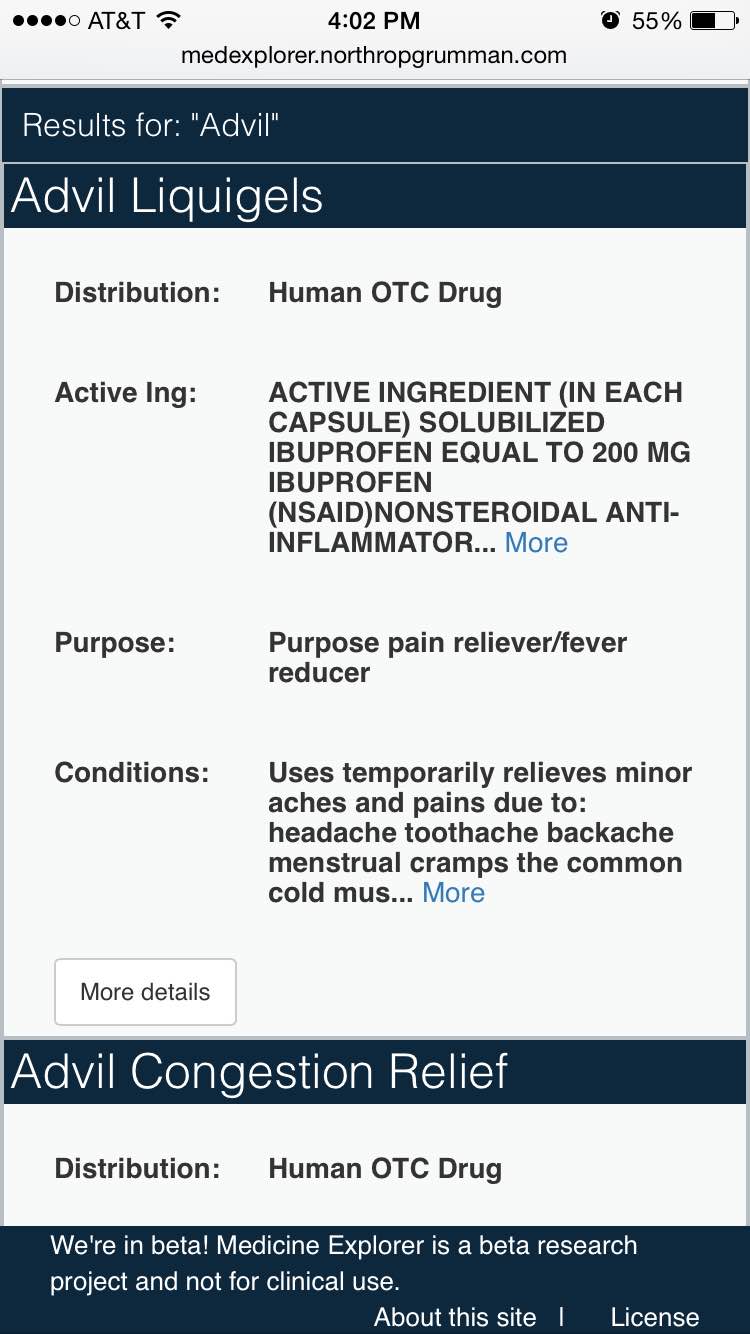 AT&T 4:02 PM 55%
medexplorer.northropgrumman.com
Results for: "Advil"
Advil Liquigels
Distribution: Human OTC Drug
Active Ing: ACTIVE INGREDIENT (IN EACH
CAPSULE) SOLUBILIZED
IBUPROFEN EQUAL TO 200 MG
IBUPROFEN
(NSAID)NONSTEROIDAL ANTI-
INFLAMMATOR... More
Purpose: Purpose pain reliever/fever
reducer
Conditions: Uses temporarily relieves minor
aches and pains due to:
headache toothache backache
menstrual cramps the common
cold mus... More
More details
Advil Congestion Relief
Distribution: Human OTC Drug
We're in beta! Medicine Explorer is a beta research
project and not for clinical use.
About this site | License